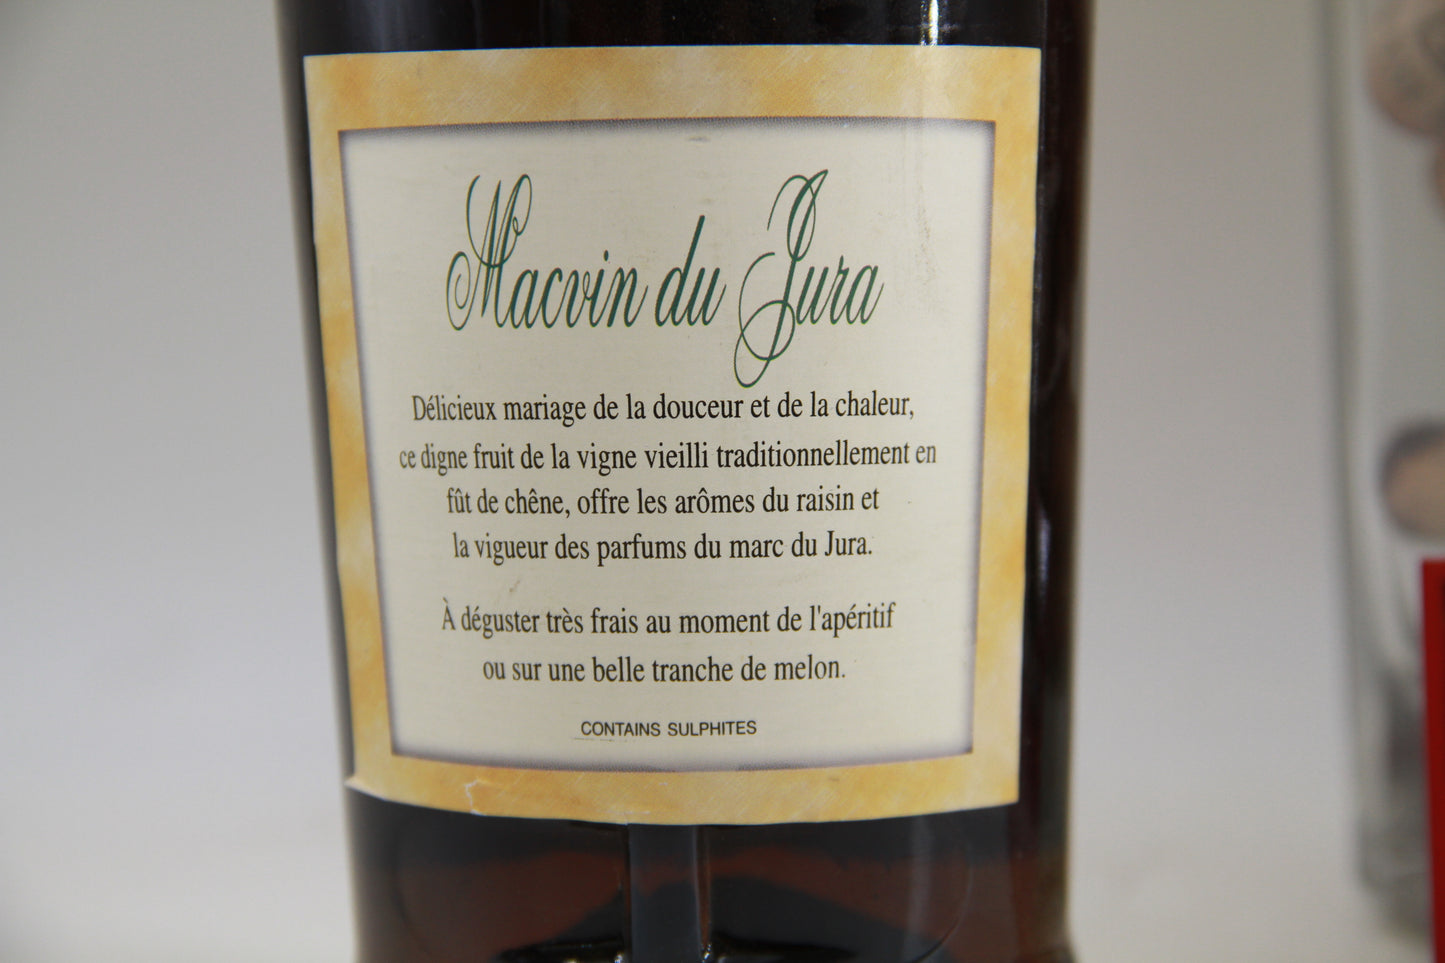 Macvin du Jura
Délicieux mariage de la douceur et de la chaleur,
ce digne fruit de la vigne vieilli traditionnellement en
fût de chêne, offre les arômes du raisin et
la vigueur des parfums du marc du Jura.
À déguster très frais au moment de l'apéritif
ou sur une belle tranche de melon.
CONTAINS SULPHITES